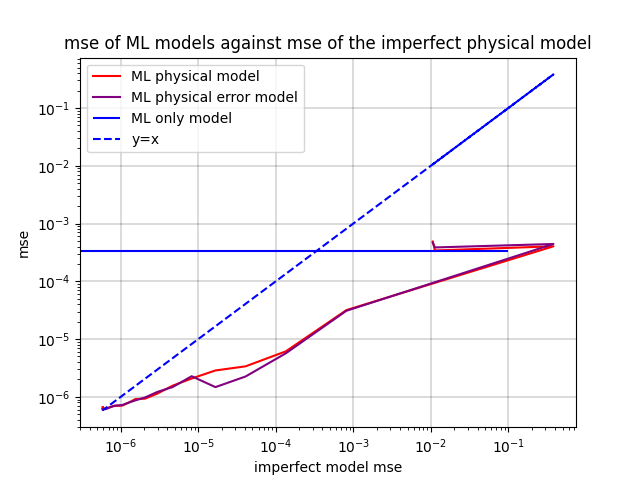 mse of ML models against mse of the imperfect physical model
ML physical model
ML physical error model
ML only model
y=x
mse
10⁻¹
10⁻²
10⁻³
10⁻⁴
10⁻⁵
10⁻⁶
10⁻⁶ 10⁻⁵ 10⁻⁴ 10⁻³ 10⁻² 10⁻¹
imperfect model mse